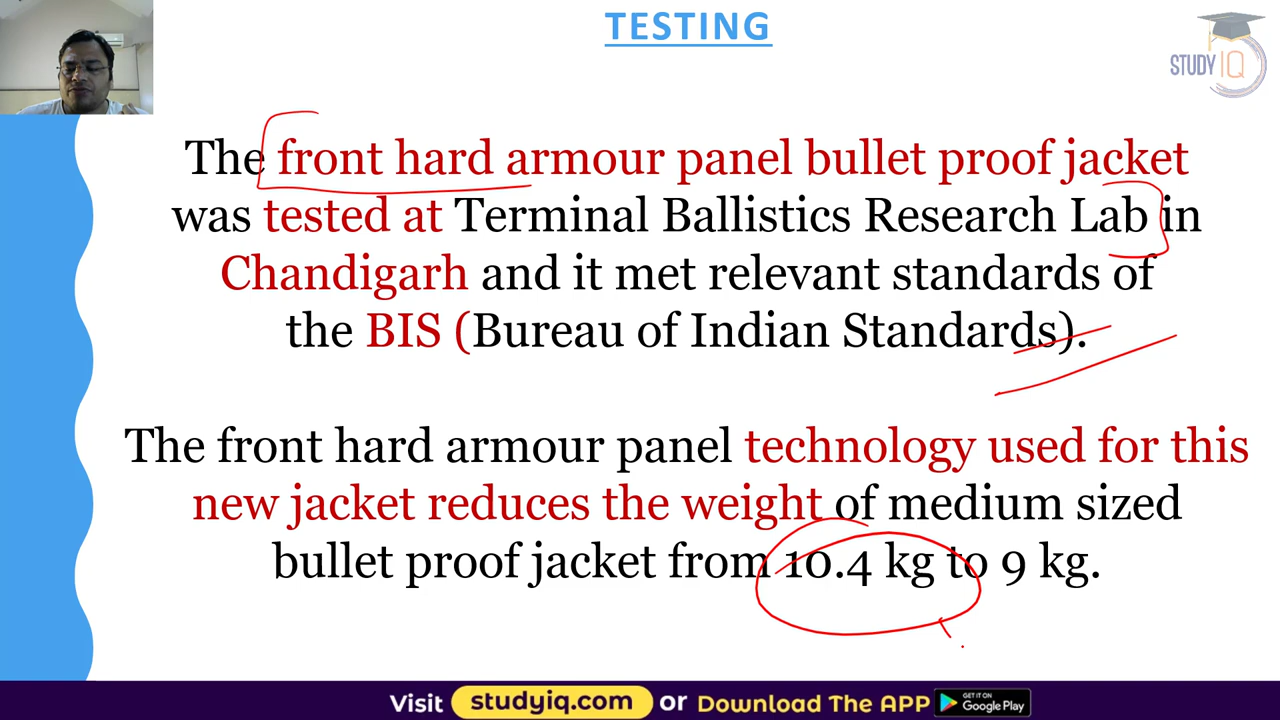 TESTING
STUDY IQ
The front hard armour panel bullet proof jacket
was tested at Terminal Ballistics Research Lab in
Chandigarh and it met relevant standards of
the BIS (Bureau of Indian Standards).
The front hard armour panel technology used for this
new jacket reduces the weight of medium sized
bullet proof jacket from 10.4 kg to 9 kg.
Visit studyiq.com or Download The APP GET IT ON Google Play